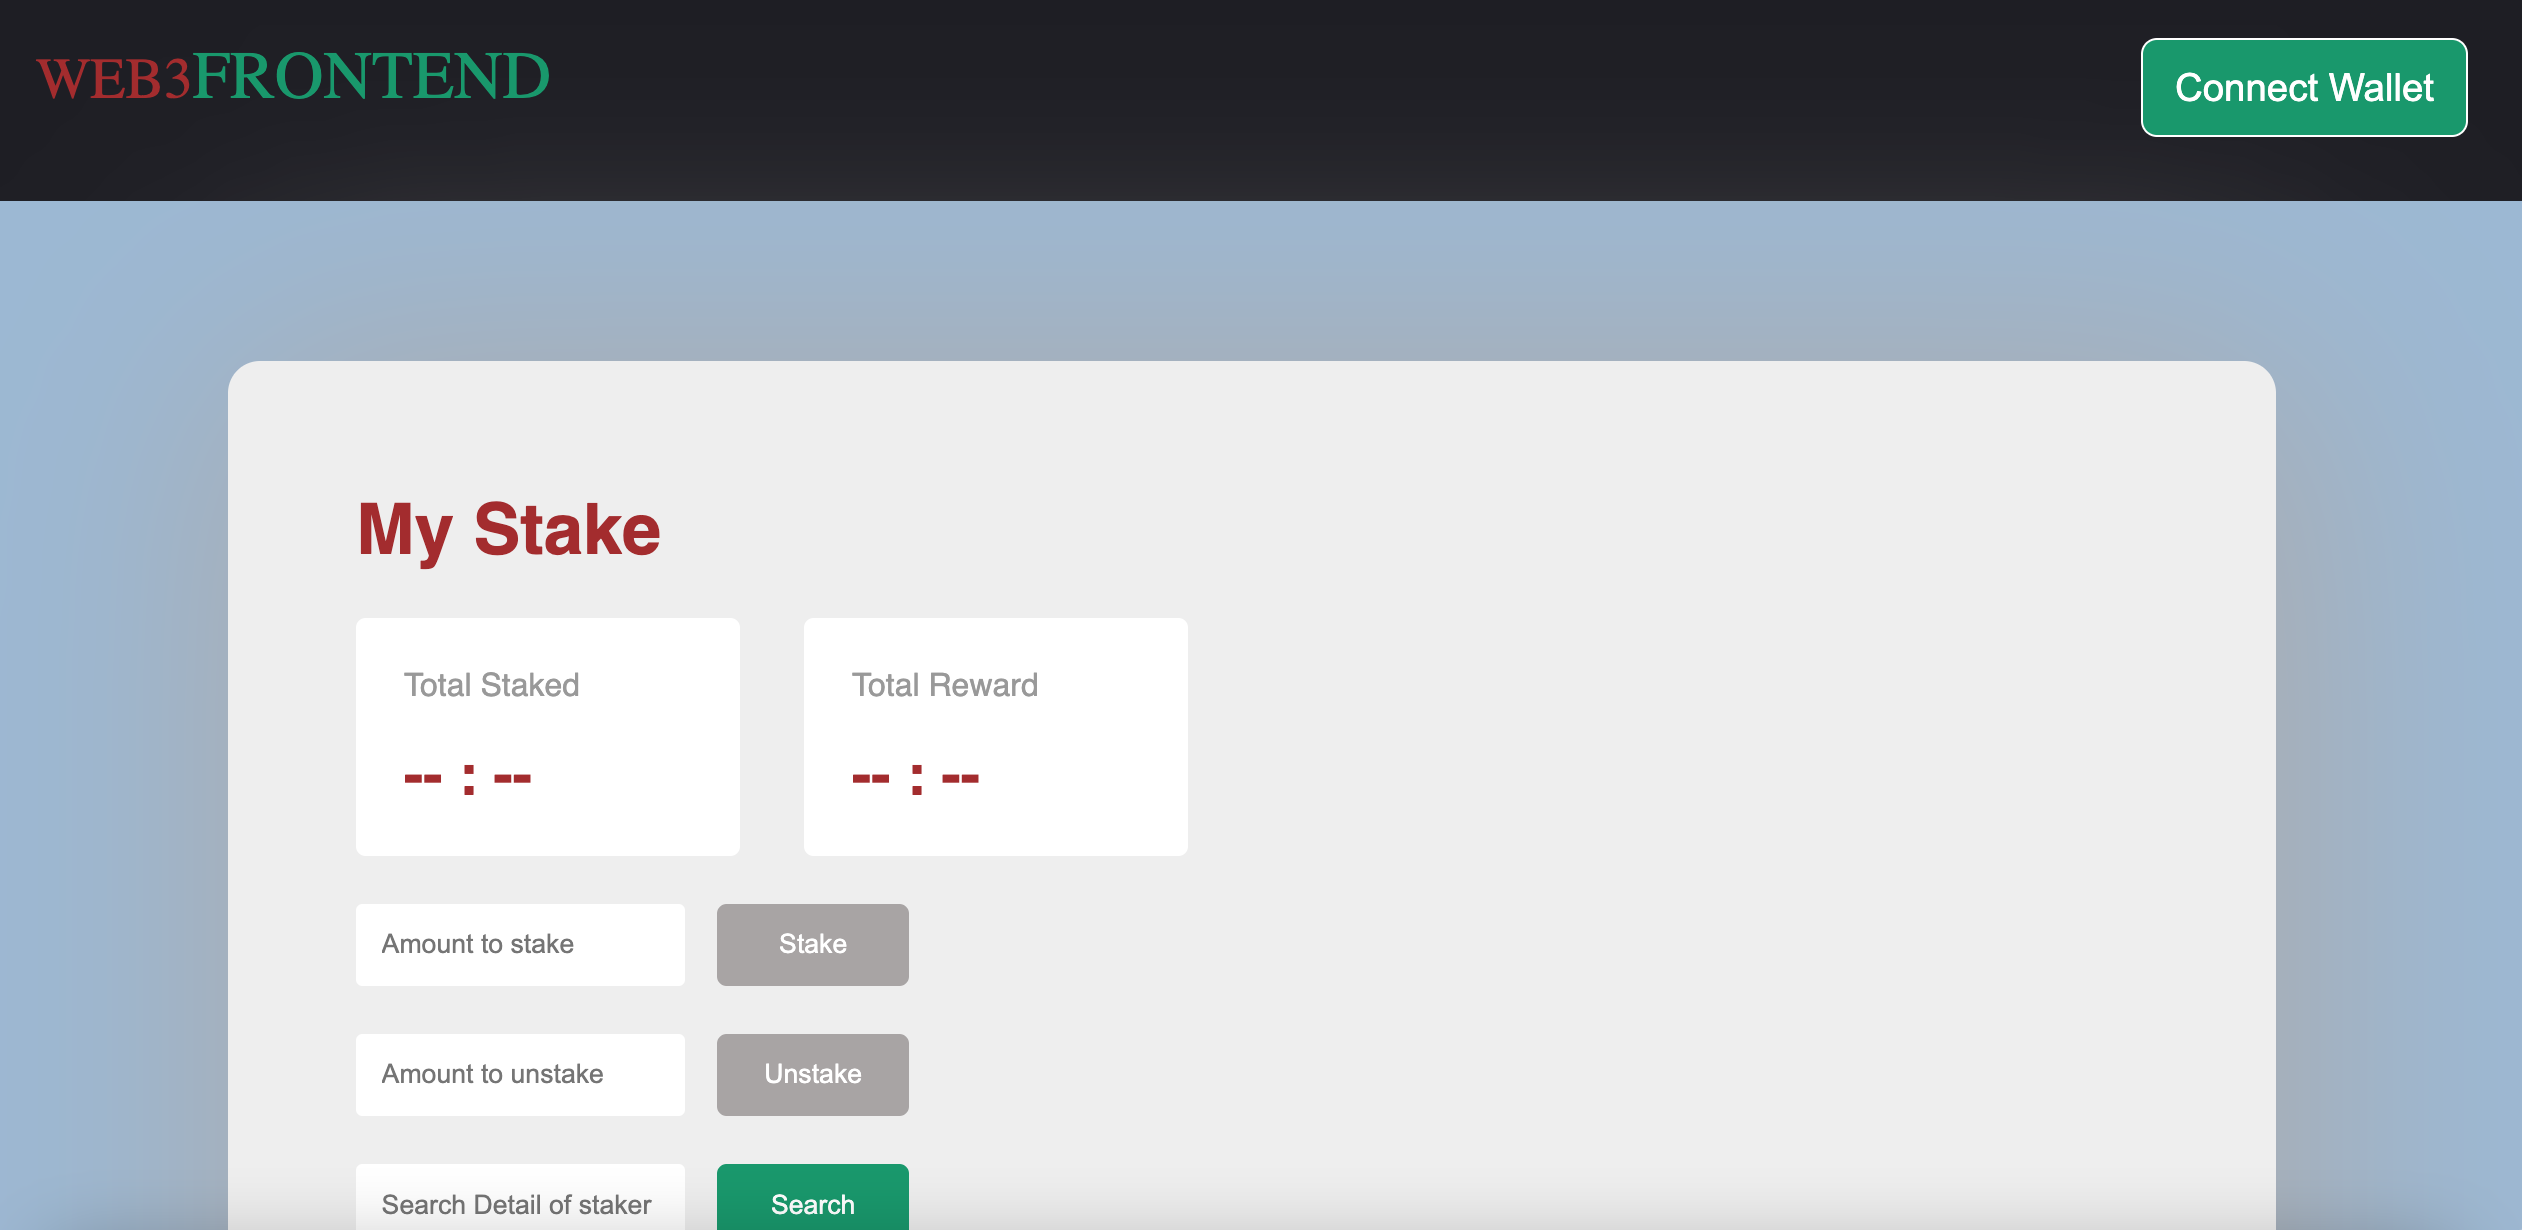 WEB3FRONTEND
Connect Wallet
My Stake
Total Staked
Total Reward
-- : --
-- : --
Amount to stake
Stake
Amount to unstake
Unstake
Search Detail of staker
Search